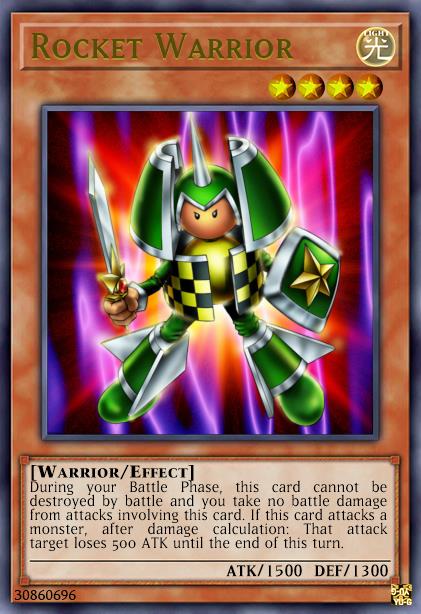 Rocket Warrior
LIGHT
光
[Warrior/Effect]
During your Battle Phase, this card cannot be
destroyed by battle and you take no battle damage
from attacks involving this card. If this card attacks a
monster, after damage calculation: That attack
target loses 500 ATK until the end of this turn.
ATK/1500 DEF/1300
30860696